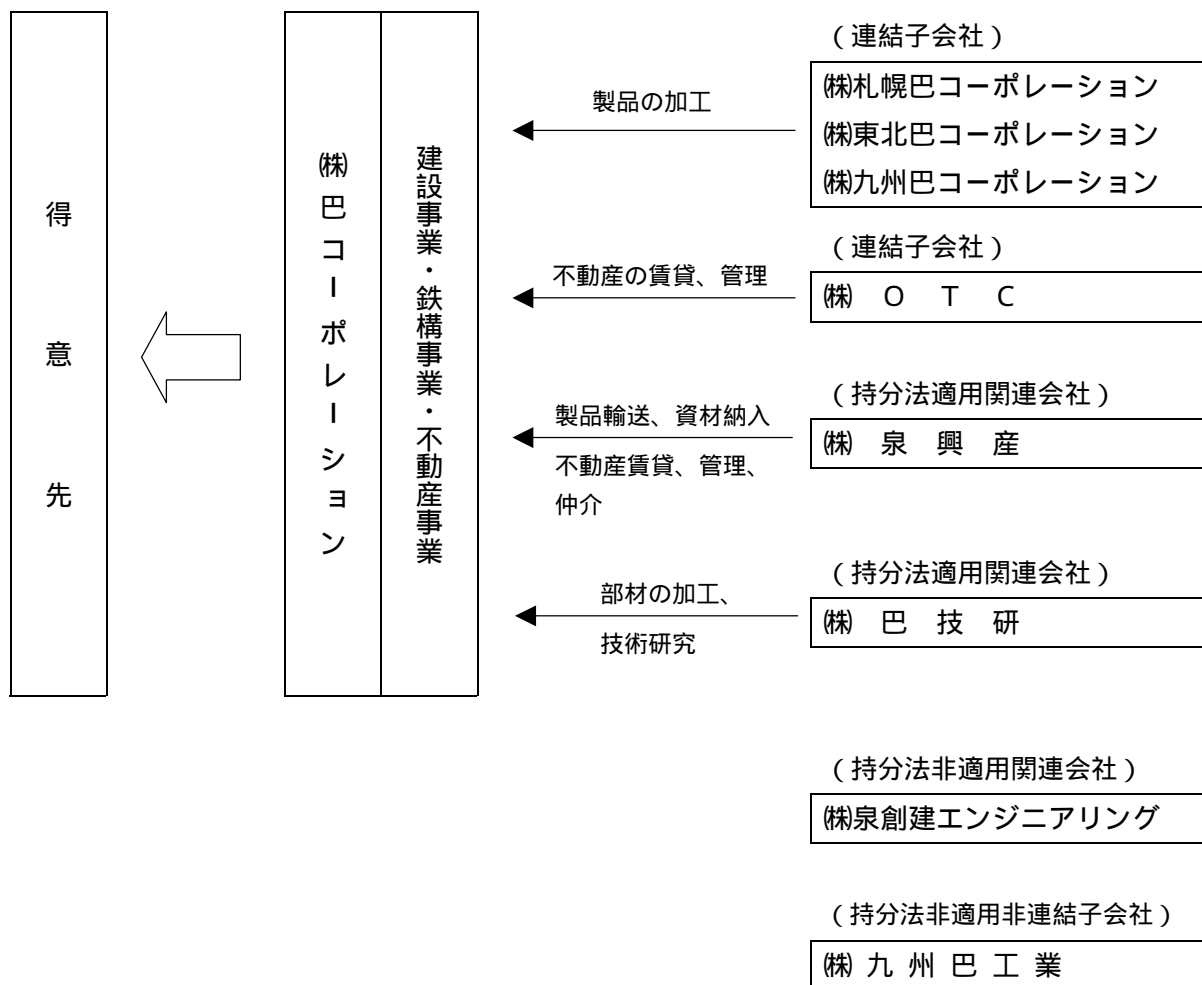 得意先
㈱巴コーポレーション
建設事業・鉄構事業・不動産事業
製品の加工
(連結子会社)
㈱札幌巴コーポレーション
㈱東北巴コーポレーション
㈱九州巴コーポレーション
不動産の賃貸、管理
(連結子会社)
㈱ O T C
製品輸送、資材納入
不動産賃貸、管理、
仲介
(持分法適用関連会社)
㈱ 泉 興 産
部材の加工、
技術研究
(持分法適用関連会社)
㈱ 巴 技 研
(持分法非適用関連会社)
㈱泉創建エンジニアリング
(持分法非適用非連結子会社)
㈱ 九 州 巴 工 業